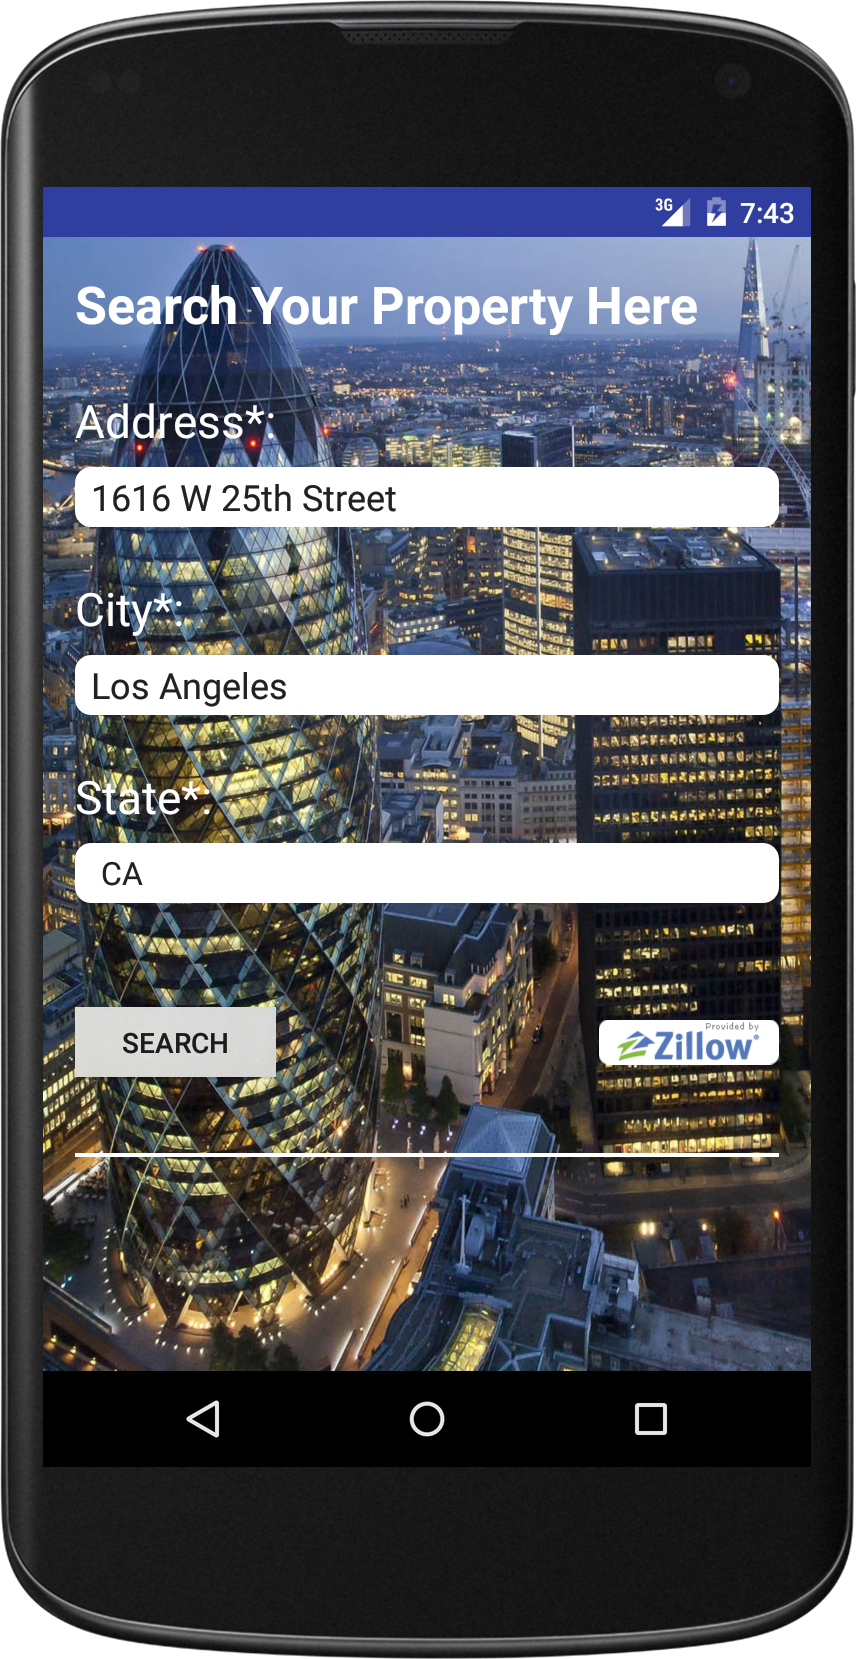 3G 7:43
Search Your Property Here
Address*:
1616 W 25th Street
City*:
Los Angeles
State*:
CA
SEARCH
Provided by
Zillow®